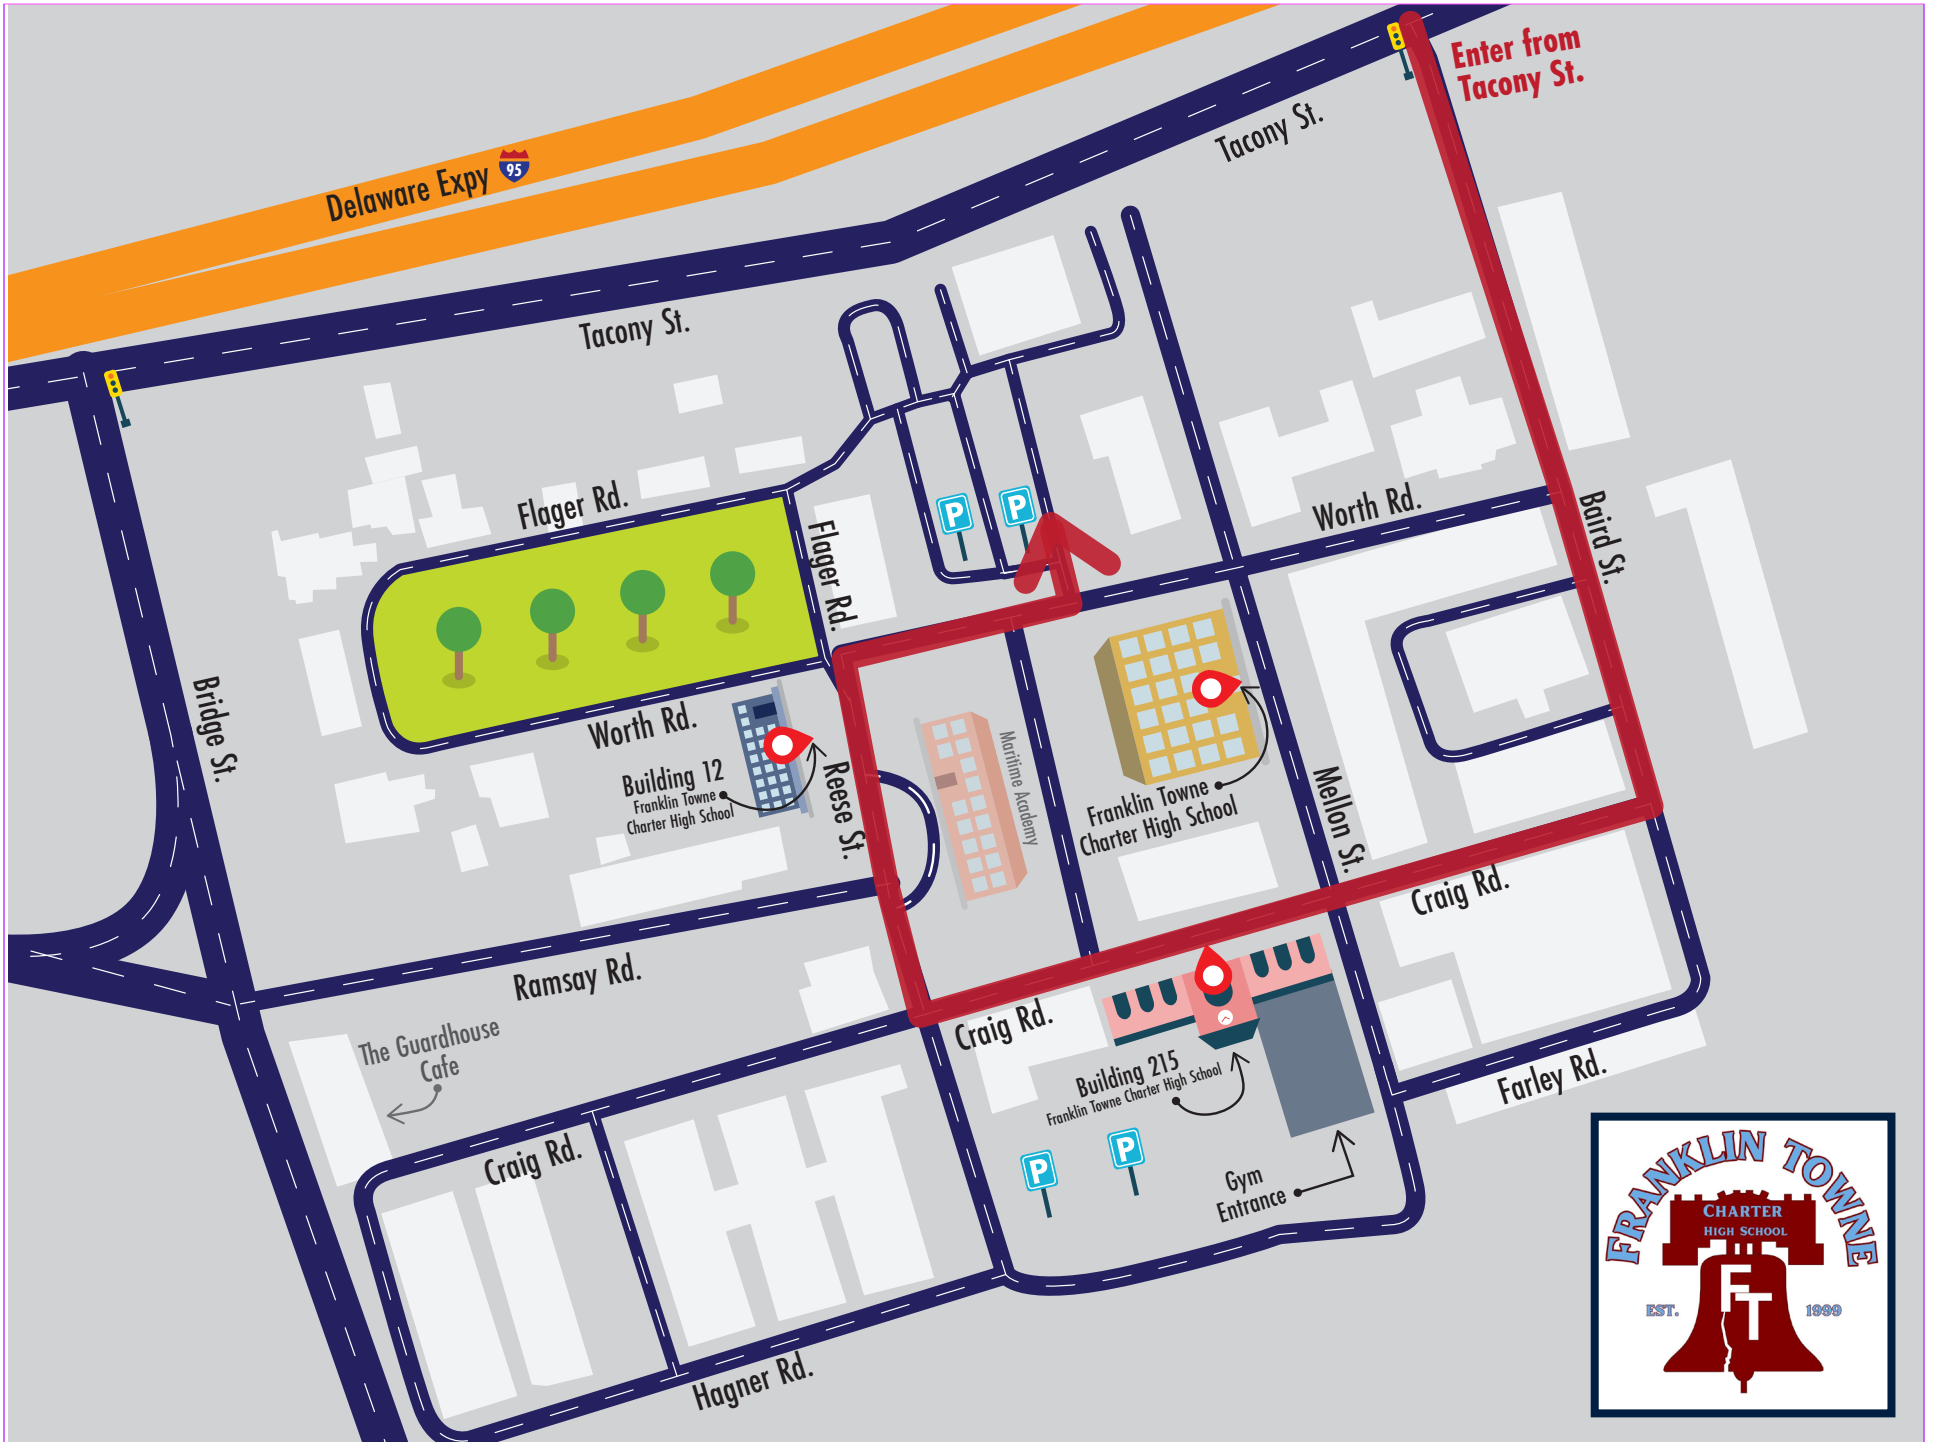 Enter from
Tacony St.
Tacony St.
Delaware Expy
95
Tacony St.
Flager Rd.
Worth Rd.
Baird St.
P
P
Flager Rd.
Bridge St.
Worth Rd.
Building 12
Franklin Towne
Charter High School
Reese St.
Maritime Academy
Franklin Towne
Charter High School
Mellon St.
Craig Rd.
Ramsay Rd.
Craig Rd.
The Guardhouse
Cafe
Building 215
Franklin Towne Charter High School
Farley Rd.
Craig Rd.
P
P
Gym
Entrance
Hagner Rd.
FRANKLIN TOWNE
CHARTER
HIGH SCHOOL
FT
EST.
1999